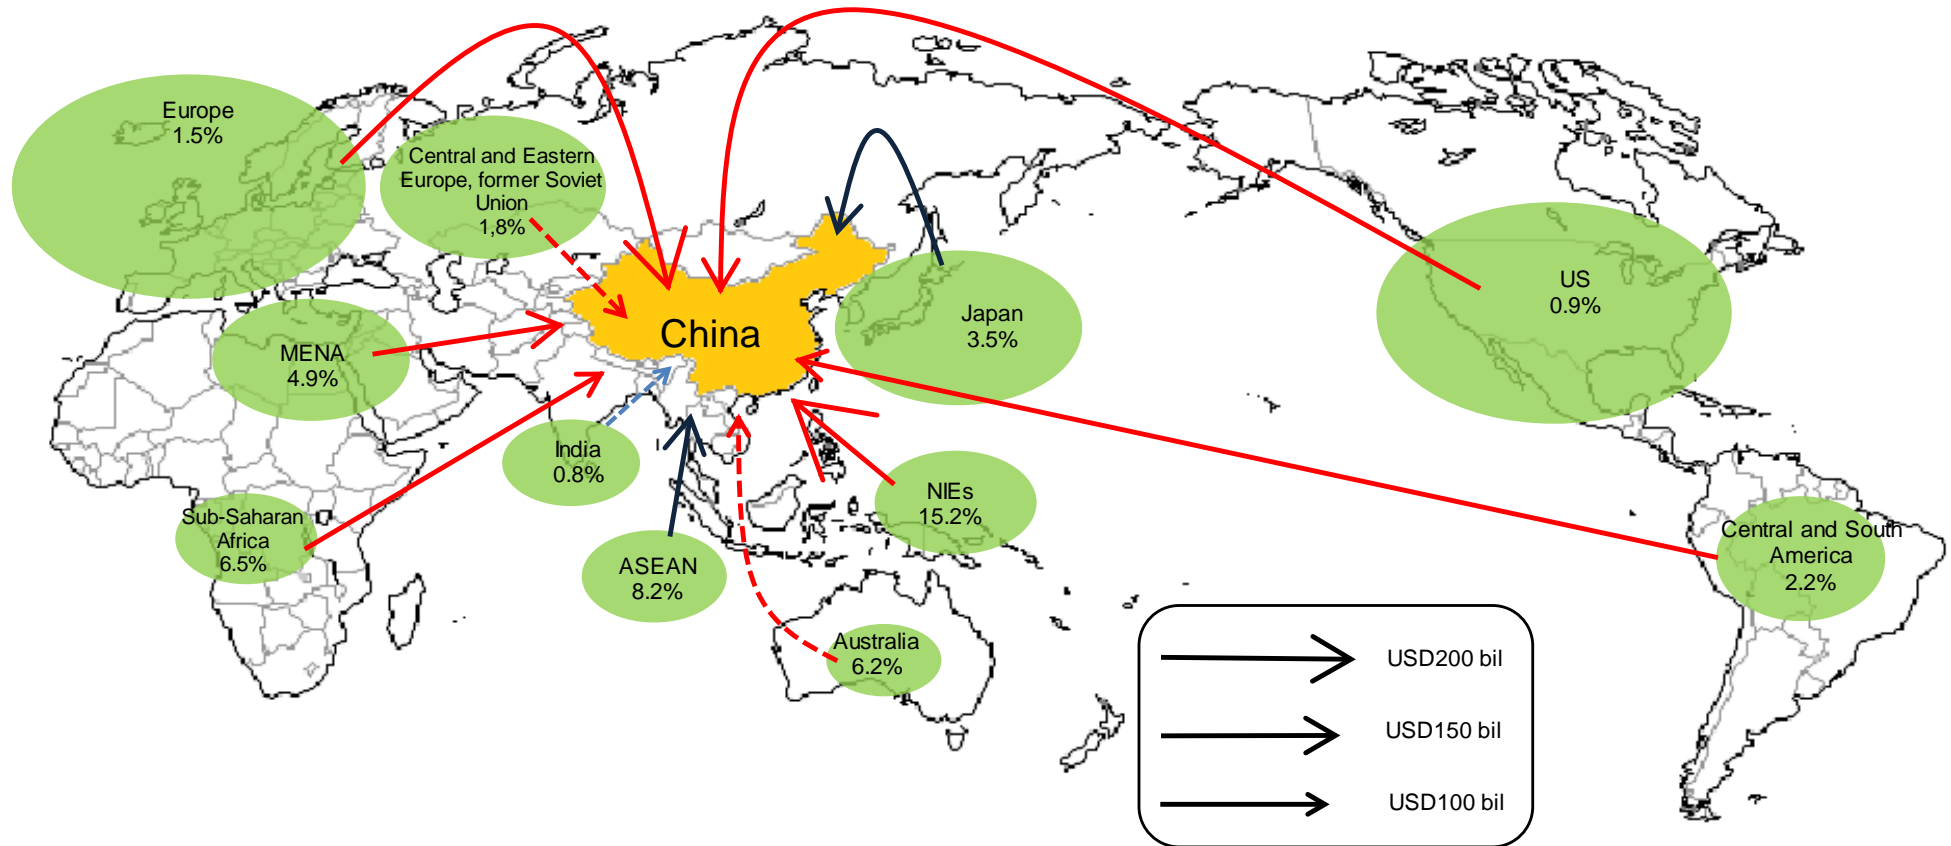 Europe
1.5%
Central and Eastern
Europe, former Soviet
Union
1,8%
US
0.9%
Japan
3.5%
China
MENA
4.9%
India
0.8%
NIEs
15.2%
Sub-Saharan
Africa
6.5%
ASEAN
8.2%
Central and South
America
2.2%
Australia
6.2%
USD200 bil
USD150 bil
USD100 bil